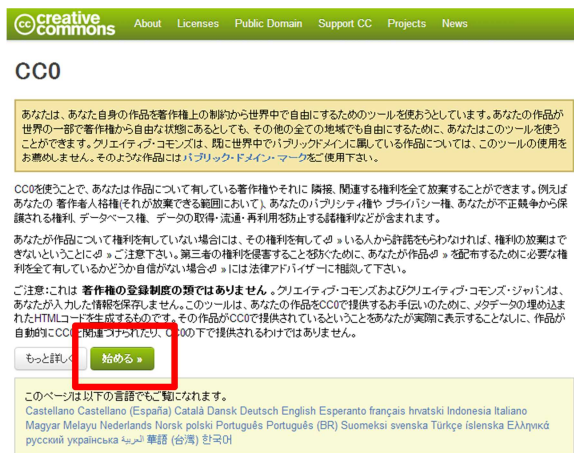 creative commons About Licenses Public Domain Support CC Projects News
CC0
あなたは、あなた自身の作品を著作権上の制約から世界中で自由にするためのツールを使おうとしています。あなたの作品が
世界の一部で著作権から自由な状態にあるとしても、その他の全ての地域でも自由にするために、あなたはこのツールを使う
ことができます。クリエイティブ・コモンズは、既に世界中でパブリックドメインに属している作品については、このツールの使用を
お薦めしません。そのような作品にはパブリック・ドメイン・マークをご使用下さい。
CC0を使うことで、あなたは作品について有している著作権やそれに 隣接、関連する権利を全て放棄することができます。例えば
あなたの 著作者人格権(それが放棄できる範囲において)、あなたのパブリシティ権や プライバシー権、あなたが不正競争から保
護される権利、データベース権、データの取得・流通・再利用を防止する諸権利などが含まれます。
あなたが作品について権利を有していない場合には、その権利を有して» いる人から許諾をもらわなければ、権利の放棄はで
きないということに» ご注意下さい。第三者の権利を侵害することを防ぐために、あなたが作品» を配布するために必要な権
利を全て有しているかどうか自信がない場合» には法律アドバイザーに相談して下さい。
ご注意:これは 著作権の登録制度の類ではありません 。クリエイティブ・コモンズおよびクリエイティブ・コモンズ・ジャパンは、
あなたが入力した情報を保存しません。このツールは、あなたの作品をCC0で提供するお手伝いのために、メタデータの埋め込ま
れたHTMLコードを生成するものです。その作品がCC0で提供されているということをあなたが実際に表示することなしに、作品が
自動的にCC0と関連づけられたり、CC0の下で提供されるわけではありません。
もっと詳しく 始める »
このページは以下の言語でもご覧になれます。
Castellano Castellano (España) Català Dansk Deutsch English Esperanto français hrvatski Indonesia Italiano
Magyar Melayu Nederlands Norsk polski Português Português (BR) Suomeksi svenska Türkçe íslenska Ελληνικά
русский українська العربية 華語 (台灣) 한국어